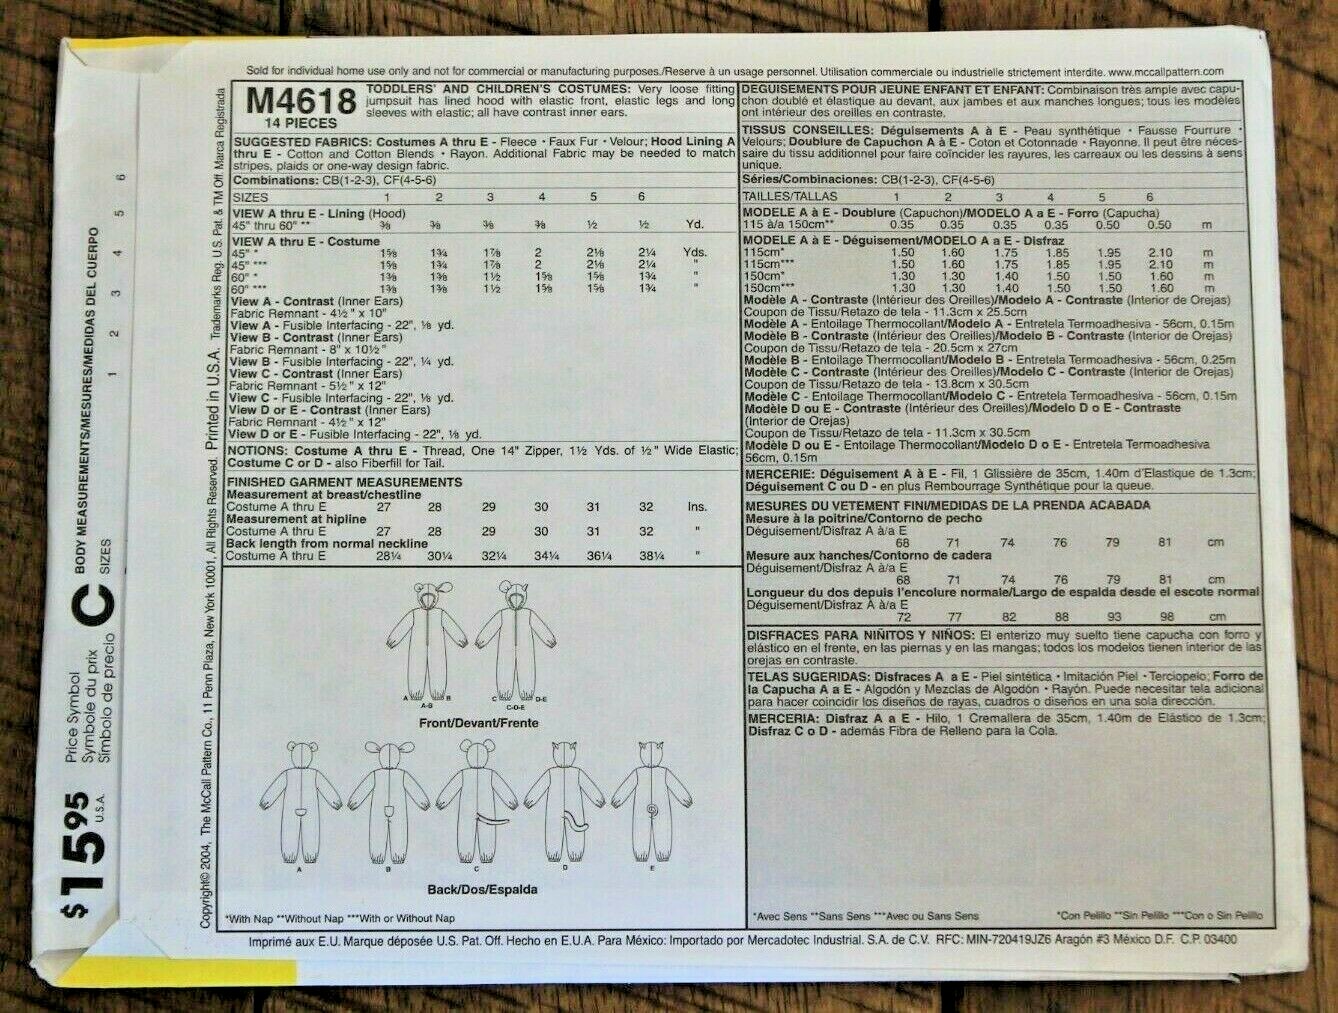 Sold for individual home use only and not for commercial or manufacturing purposes./Reserve à un usage personnel. Utilisation commerciale ou industrielle strictement interdite. www.mccallpattern.com
M4618
14 PIECES
TODDLERS' AND CHILDREN'S COSTUMES: Very loose fitting
jumpsuit has lined hood with elastic front, elastic legs and long
sleeves with elastic; all have contrast inner ears.
SUGGESTED FABRICS: Costumes A thru E - Fleece • Faux Fur • Velour; Hood Lining A
thru E - Cotton and Cotton Blends • Rayon. Additional Fabric may be needed to match
stripes, plaids or one-way design fabric.
Combinations: CB(1-2-3), CF(4-5-6)
SIZES 1 2 3 4 5 6
VIEW A thru E - Lining (Hood)
45" thru 60" ** ⅜ ⅜ ⅜ ⅜ ½ ½ Yd.
VIEW A thru E - Costume
45" * 1⅝ 1¾ 1⅞ 2 2⅛ 2¼ Yds.
45" *** 1⅝ 1¾ 1⅞ 2 2⅛ 2¼ "
60" * 1⅜ 1⅜ 1½ 1⅝ 1⅝ 1¾ "
60" *** 1⅜ 1⅜ 1½ 1⅝ 1⅝ 1¾ "
View A - Contrast (Inner Ears)
Fabric Remnant - 4½ " x 10"
View A - Fusible Interfacing - 22", ⅛ yd.
View B - Contrast (Inner Ears)
Fabric Remnant - 8" x 10½ "
View B - Fusible Interfacing - 22", ¼ yd.
View C - Contrast (Inner Ears)
Fabric Remnant - 5½ " x 12"
View C - Fusible Interfacing - 22", ⅛ yd.
View D or E - Contrast (Inner Ears)
Fabric Remnant - 4½ " x 12"
View D or E - Fusible Interfacing - 22", ⅛ yd.
NOTIONS: Costume A thru E - Thread, One 14" Zipper, 1½ Yds. of ½ " Wide Elastic;
Costume C or D - also Fiberfill for Tail.
FINISHED GARMENT MEASUREMENTS
Measurement at breast/chestline
Costume A thru E 27 28 29 30 31 32 Ins.
Measurement at hipline
Costume A thru E 27 28 29 30 31 32 "
Back length from normal neckline
Costume A thru E 28¼ 30¼ 32¼ 34¼ 36¼ 38¼ "
A B C D-E
A-B C-D-E
Front/Devant/Frente
A B C D E
Back/Dos/Espalda
*With Nap **Without Nap ***With or Without Nap
DEGUISEMENTS POUR JEUNE ENFANT ET ENFANT: Combinaison très ample avec capu-
chon doublé et élastique au devant, aux jambes et aux manches longues; tous les modèles
ont intérieur des oreilles en contraste.
TISSUS CONSEILLES: Déguisements A à E - Peau synthétique • Fausse Fourrure •
Velours; Doublure de Capuchon A à E - Coton et Cotonnade • Rayonne. Il peut être néces-
saire du tissu additionnel pour faire coïncider les rayures, les carreaux ou les dessins à sens
unique.
Séries/Combinaciones: CB(1-2-3), CF(4-5-6)
TAILLES/TALLAS 1 2 3 4 5 6
MODELE A à E - Doublure (Capuchon)/MODELO A a E - Forro (Capucha)
115 à/a 150cm** 0.35 0.35 0.35 0.35 0.50 0.50 m
MODELE A à E - Déguisement/MODELO A a E - Disfraz
115cm* 1.50 1.60 1.75 1.85 1.95 2.10 m
115cm*** 1.50 1.60 1.75 1.85 1.95 2.10 m
150cm* 1.30 1.30 1.40 1.50 1.50 1.60 m
150cm*** 1.30 1.30 1.40 1.50 1.50 1.60 m
Modèle A - Contraste (Intérieur des Oreilles)/Modelo A - Contraste (Interior de Orejas)
Coupon de Tissu/Retazo de tela - 11.3cm x 25.5cm
Modèle A - Entoilage Thermocollant/Modelo A - Entretela Termoadhesiva - 56cm, 0.15m
Modèle B - Contraste (Intérieur des Oreilles)/Modelo B - Contraste (Interior de Orejas)
Coupon de Tissu/Retazo de tela - 20.5cm x 27cm
Modèle B - Entoilage Thermocollant/Modelo B - Entretela Termoadhesiva - 56cm, 0.25m
Modèle C - Contraste (Intérieur des Oreilles)/Modelo C - Contraste (Interior de Orejas)
Coupon de Tissu/Retazo de tela - 13.8cm x 30.5cm
Modèle C - Entoilage Thermocollant/Modelo C - Entretela Termoadhesiva - 56cm, 0.15m
Modèle D ou E - Contraste (Intérieur des Oreilles)/Modelo D o E - Contraste
(Interior de Orejas)
Coupon de Tissu/Retazo de tela - 11.3cm x 30.5cm
Modèle D ou E - Entoilage Thermocollant/Modelo D o E - Entretela Termoadhesiva
56cm, 0.15m
MERCERIE: Déguisement A à E - Fil, 1 Glissière de 35cm, 1.40m d'Elastique de 1.3cm;
Déguisement C ou D - en plus Rembourrage Synthétique pour la queue.
MESURES DU VETEMENT FINI/MEDIDAS DE LA PRENDA ACABADA
Mesure à la poitrine/Contorno de pecho
Déguisement/Disfraz A à/a E
68 71 74 76 79 81 cm
Mesure aux hanches/Contorno de cadera
Déguisement/Disfraz A à/a E
68 71 74 76 79 81 cm
Longueur du dos depuis l'encolure normale/Largo de espalda desde el escote normal
Déguisement/Disfraz A à/a E
72 77 82 88 93 98 cm
DISFRACES PARA NIÑITOS Y NIÑOS: El enterizo muy suelto tiene capucha con forro y
elástico en el frente, en las piernas y en las mangas; todos los modelos tienen interior de las
orejas en contraste.
TELAS SUGERIDAS: Disfraces A a E - Piel sintética • Imitación Piel • Terciopelo; Forro de
la Capucha A a E - Algodón y Mezclas de Algodón • Rayón. Puede necesitar tela adicional
para hacer coincidir los diseños de rayas, cuadros o diseños en una sola dirección.
MERCERIA: Disfraz A a E - Hilo, 1 Cremallera de 35cm, 1.40m de Elástico de 1.3cm;
Disfraz C o D - además Fibra de Relleno para la Cola.
*Avec Sens **Sans Sens ***Avec ou Sans Sens *Con Pelillo **Sin Pelillo ***Con o Sin Pelillo
Imprimé aux E.U. Marque déposée U.S. Pat. Off. Hecho en E.U.A. Para México: Importado por Mercadotec Industrial. S.A. de C.V. RFC: MIN-720419JZ6 Aragón #3 México D.F. C.P. 03400
Copyright© 2004, The McCall Pattern Co., 11 Penn Plaza, New York 10001, All Rights Reserved. Printed in U.S.A. Trademarks Reg. U.S. Pat. & TM Off. Marca Registrada
$15.95
U.S.A.
Price Symbol
Symbole du prix
Símbolo de precio
C
BODY MEASUREMENTS/MESURES/MEDIDAS DEL CUERPO
SIZES 1 2 3 4 5 6